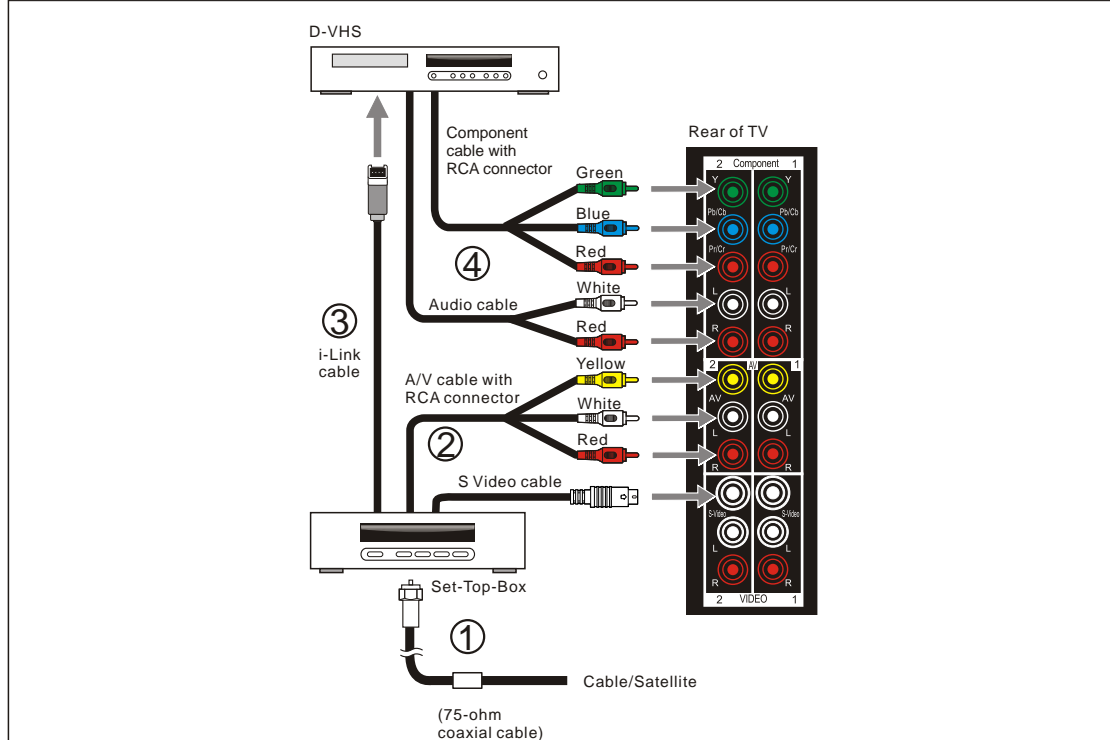 D-VHS
Component
cable with
RCA connector
Rear of TV
2 Component 1
Y Y
Pb/Cb Pb/Cb
Pr/Cr Pr/Cr
L L
R R
2 AV 1
AV AV
L L
R R
S-Video S-Video
L L
R R
2 VIDEO 1
Green
Blue
Red
④
White
Audio cable
Red
③
i-Link
cable
Yellow
A/V cable with
RCA connector
White
②
Red
S Video cable
Set-Top-Box
①
Cable/Satellite
(75-ohm
coaxial cable)